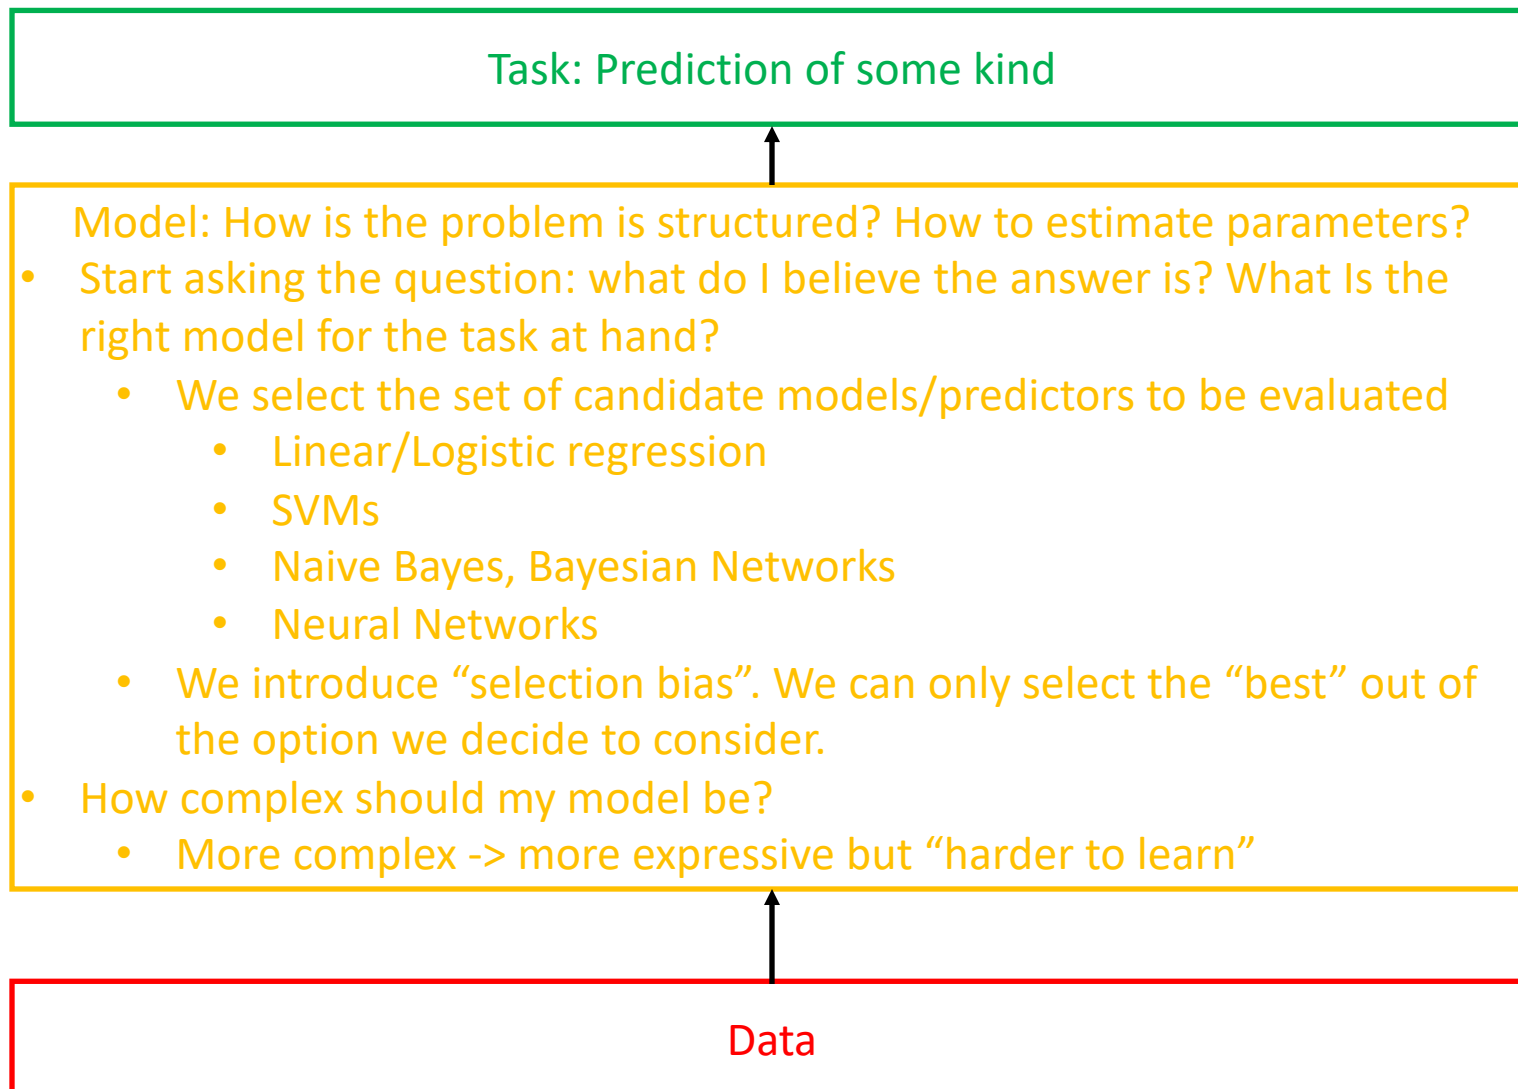 Task: Prediction of some kind
Model: How is the problem is structured? How to estimate parameters?
• Start asking the question: what do I believe the answer is? What Is the
right model for the task at hand?
• We select the set of candidate models/predictors to be evaluated
• Linear/Logistic regression
• SVMs
• Naive Bayes, Bayesian Networks
• Neural Networks
• We introduce “selection bias”. We can only select the “best” out of
the option we decide to consider.
• How complex should my model be?
• More complex -> more expressive but “harder to learn”
Data